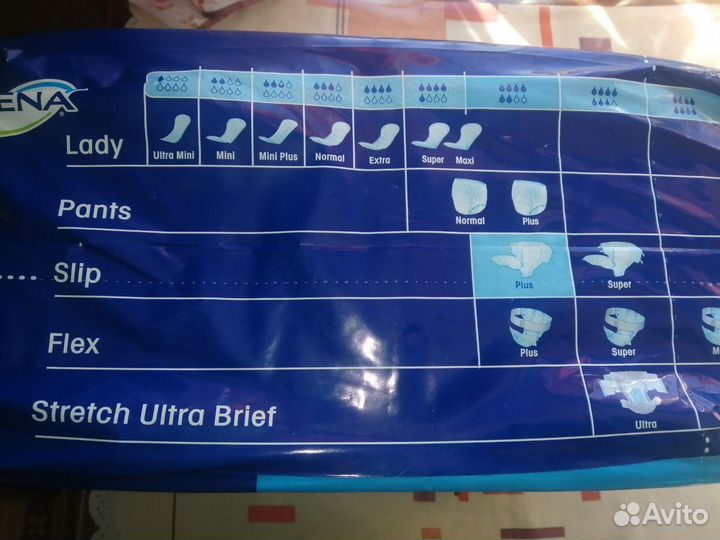 ENA
Lady
Ultra Mini Mini Mini Plus Normal Extra Super Maxi
Pants
Normal Plus
Slip
Plus Super
Flex
Plus Super M
Stretch Ultra Brief
Ultra
Avito